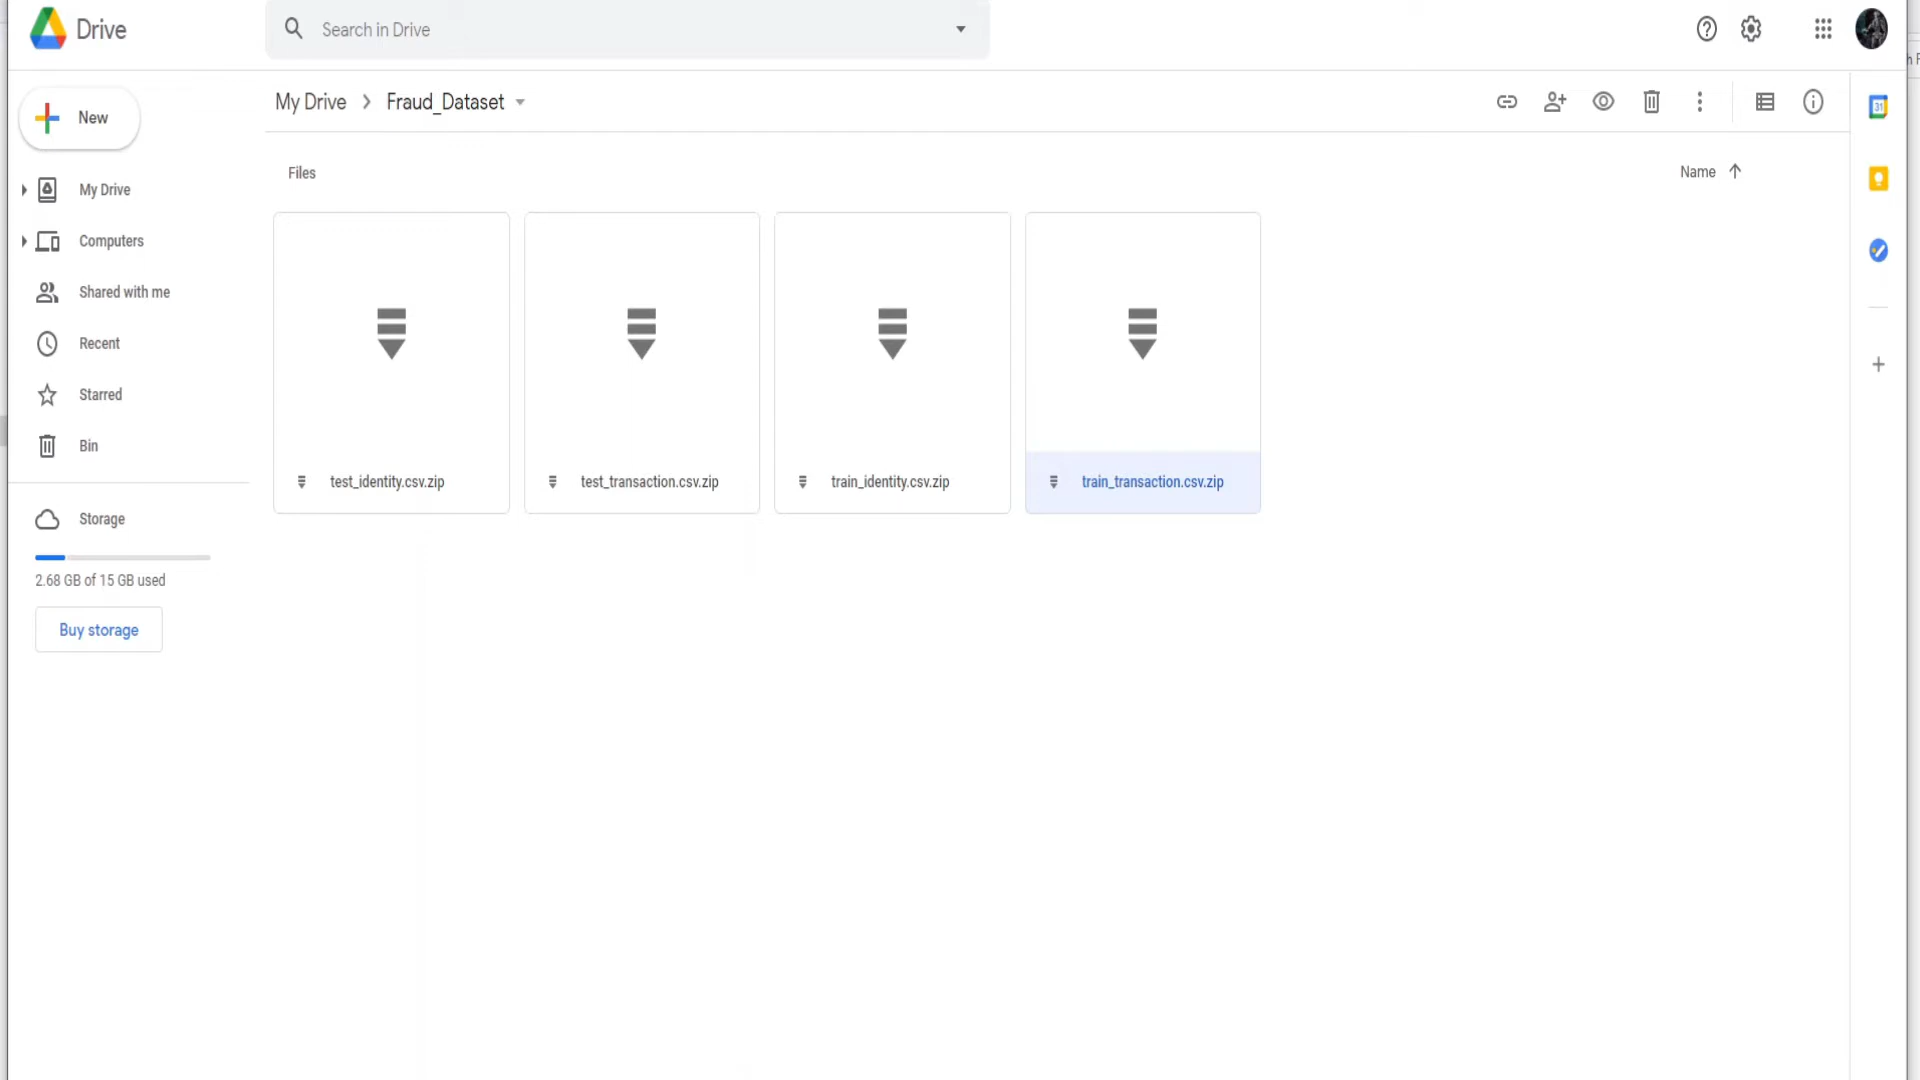 Drive
Search in Drive
New
My Drive
Computers
Shared with me
Recent
Starred
Bin
Storage
2.68 GB of 15 GB used
Buy storage
My Drive > Fraud_Dataset
Files
Name
test_identity.csv.zip
test_transaction.csv.zip
train_identity.csv.zip
train_transaction.csv.zip
31